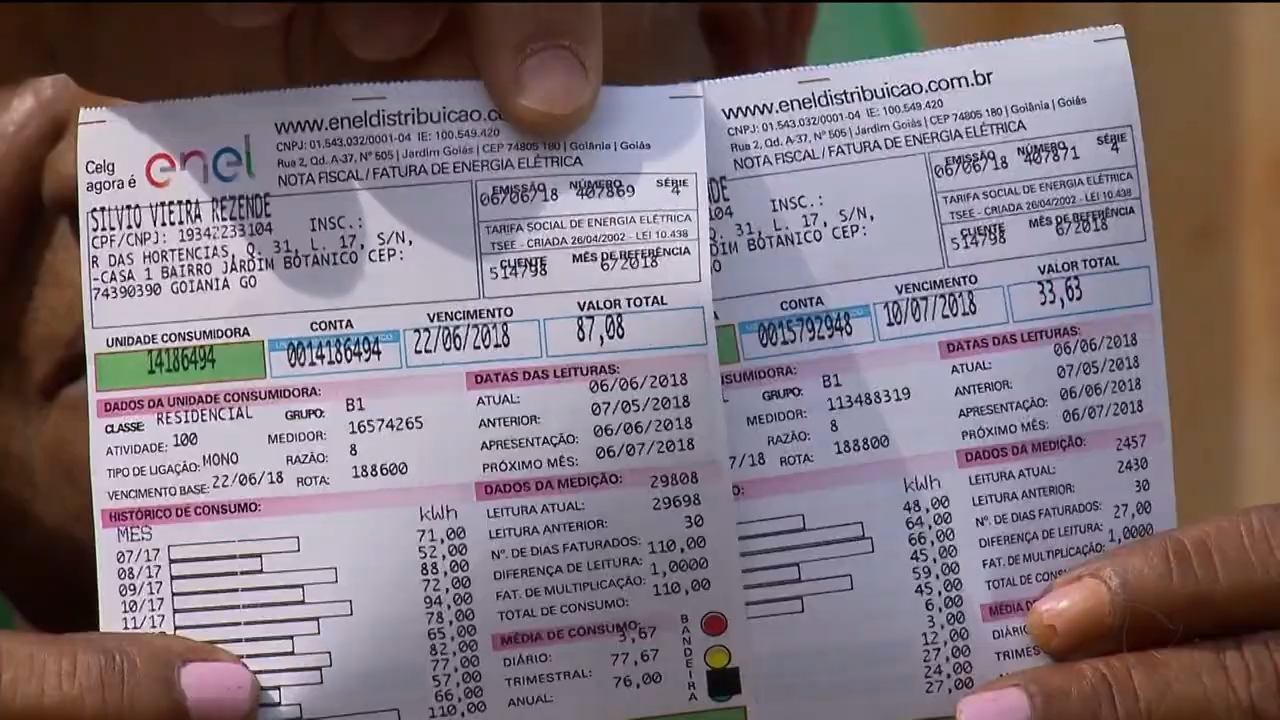 www.eneldistribuicao.c
Celg
agora é enel
CNPJ: 01.543.032/0001-04 IE: 100.549.420
Rua 2, Qd. A-37, Nº 505 | Jardim Goiás | CEP 74805 180 | Goiânia | Goiás
NOTA FISCAL / FATURA DE ENERGIA ELÉTRICA
SILVIO VIEIRA REZENDE
CPF/CNPJ: 19342233104 INSC.:
R DAS HORTENCIAS, Q. 31, L. 17, S/N,
-CASA 1 BAIRRO JARDIM BOTANICO CEP:
74390390 GOIANIA GO
EMISSÃO NÚMERO SÉRIE
06/06/18 407869 4
TARIFA SOCIAL DE ENERGIA ELÉTRICA
TSEE - CRIADA 26/04/2002 - LEI 10.438
CLIENTE MÊS DE REFERÊNCIA
514798 6/2018
UNIDADE CONSUMIDORA CONTA VENCIMENTO VALOR TOTAL
14186494 0014186494 22/06/2018 87,08
DADOS DA UNIDADE CONSUMIDORA:
CLASSE: RESIDENCIAL GRUPO: B1
ATIVIDADE: 100 MEDIDOR: 16574265
TIPO DE LIGAÇÃO: MONO RAZÃO: 8
VENCIMENTO BASE: 22/06/18 ROTA: 188600
DATAS DAS LEITURAS:
ATUAL: 06/06/2018
ANTERIOR: 07/05/2018
APRESENTAÇÃO: 06/06/2018
PRÓXIMO MÊS: 06/07/2018
HISTÓRICO DE CONSUMO:
MES kWh
07/17 71,00
08/17 52,00
09/17 88,00
10/17 72,00
11/17 94,00
78,00
65,00
82,00
77,00
57,00
66,00
110,00
DADOS DA MEDIÇÃO:
LEITURA ATUAL: 29808
LEITURA ANTERIOR: 29698
Nº. DE DIAS FATURADOS: 30
DIFERENÇA DE LEITURA: 110,00
FAT. DE MULTIPLICAÇÃO: 1,0000
TOTAL DE CONSUMO: 110,00
MÉDIA DE CONSUMO:
DIÁRIO: 3,67
TRIMESTRAL: 77,67
ANUAL: 76,00
BANDEIRA
www.eneldistribuicao.com.br
CNPJ: 01.543.032/0001-04 IE: 100.549.420
Rua 2, Qd. A-37, Nº 505 | Jardim Goiás | CEP 74805 180 | Goiânia | Goiás
NOTA FISCAL / FATURA DE ENERGIA ELÉTRICA
DE
104 INSC.:
Q. 31, L. 17, S/N,
DIM BOTANICO CEP:
O
EMISSÃO NÚMERO SÉRIE
06/06/18 407871 4
TARIFA SOCIAL DE ENERGIA ELÉTRICA
TSEE - CRIADA 26/04/2002 - LEI 10.438
CLIENTE MÊS DE REFERÊNCIA
514798 6/2018
CONTA VENCIMENTO VALOR TOTAL
0015792948 10/07/2018 33,63
SUMIDORA:
GRUPO: B1
MEDIDOR: 113488319
RAZÃO: 8
7/18 ROTA: 188800
DATAS DAS LEITURAS:
ATUAL: 06/06/2018
ANTERIOR: 07/05/2018
APRESENTAÇÃO: 06/06/2018
PRÓXIMO MÊS: 06/07/2018
O:
kWh
48,00
64,00
66,00
45,00
59,00
45,00
6,00
3,00
12,00
27,00
24,00
27,00
DADOS DA MEDIÇÃO:
LEITURA ATUAL: 2457
LEITURA ANTERIOR: 2430
Nº. DE DIAS FATURADOS: 30
DIFERENÇA DE LEITURA: 27,00
FAT. DE MULTIPLICAÇÃO: 1,0000
TOTAL DE CONS
MÉDIA D
DIÁRI
TRIMES
ANUAL